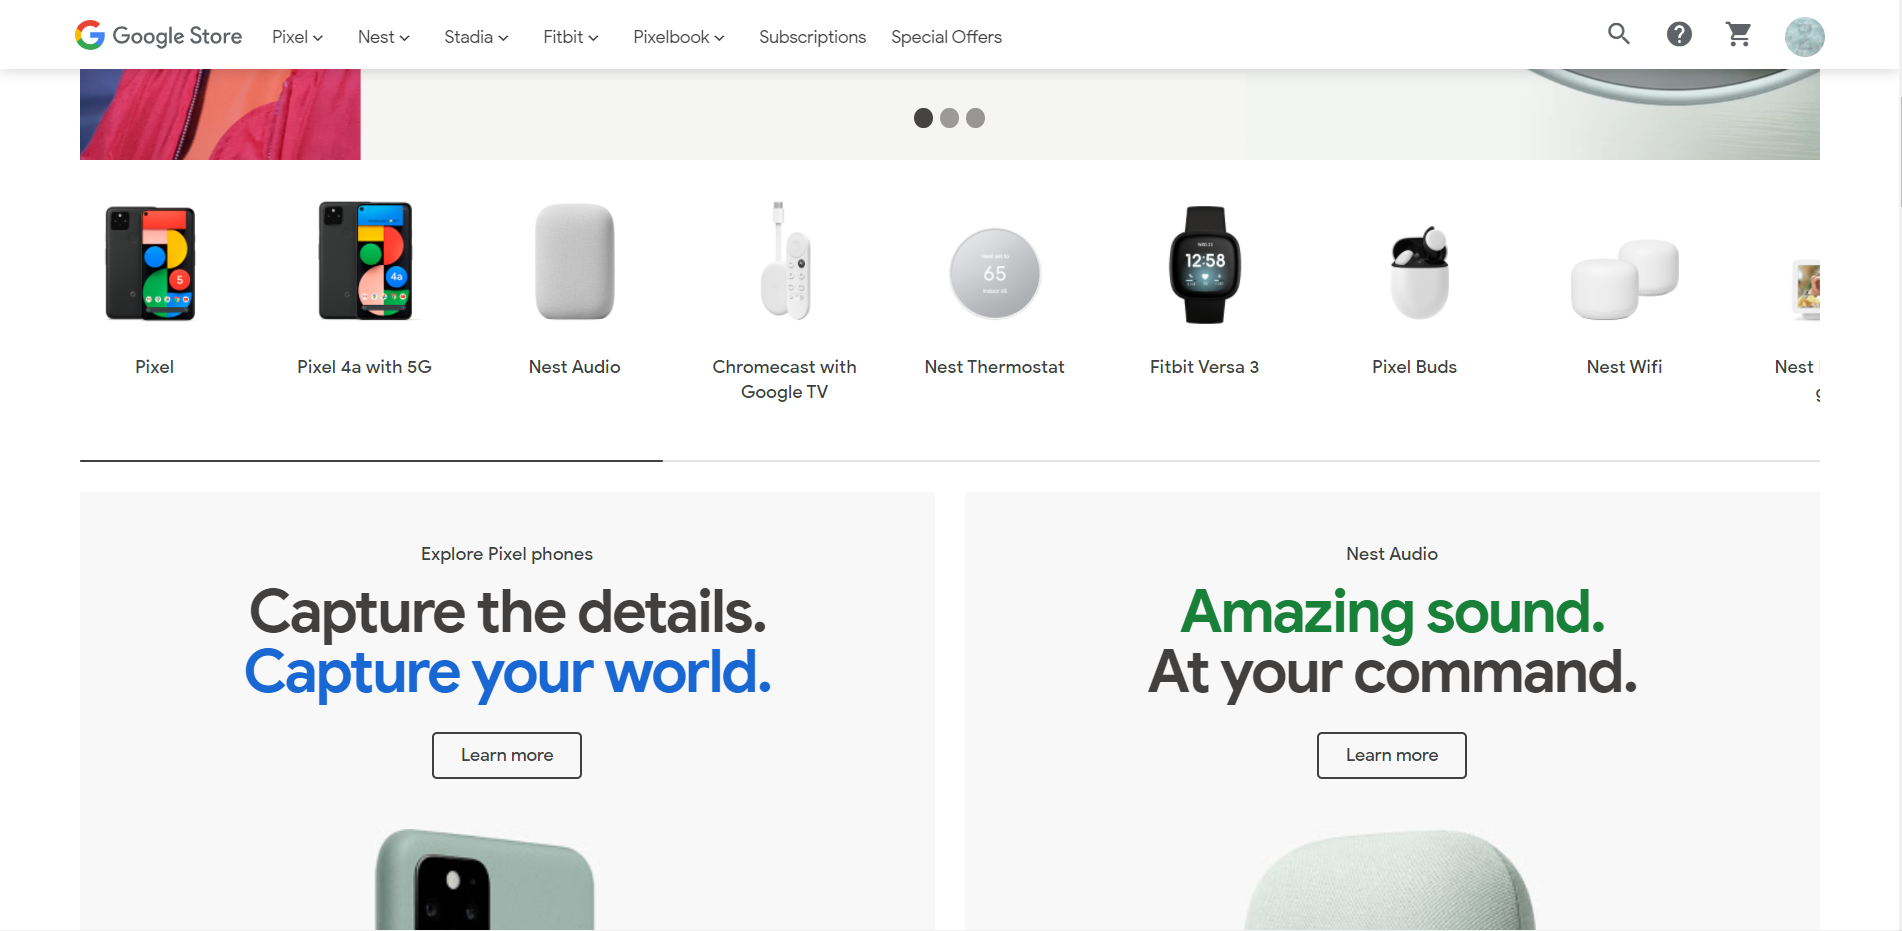 Google Store
Pixel
Nest
Stadia
Fitbit
Pixelbook
Subscriptions
Special Offers
5
4a
65
12:58
Pixel
Pixel 4a with 5G
Nest Audio
Chromecast with
Google TV
Nest Thermostat
Fitbit Versa 3
Pixel Buds
Nest Wifi
Nest
Explore Pixel phones
Capture the details.
Capture your world.
Learn more
Nest Audio
Amazing sound.
At your command.
Learn more